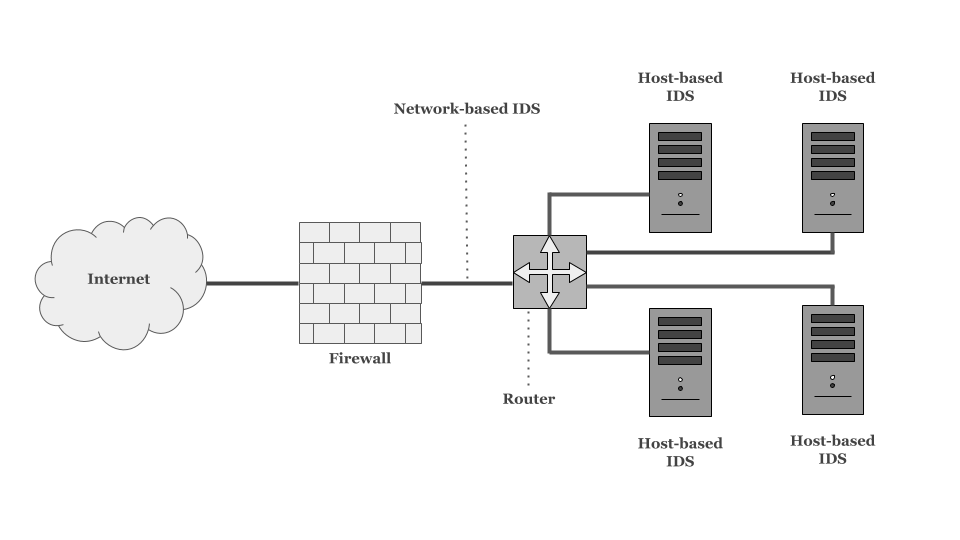 Host-based
IDS
Host-based
IDS
Network-based IDS
Internet
Firewall
Router
Host-based
IDS
Host-based
IDS